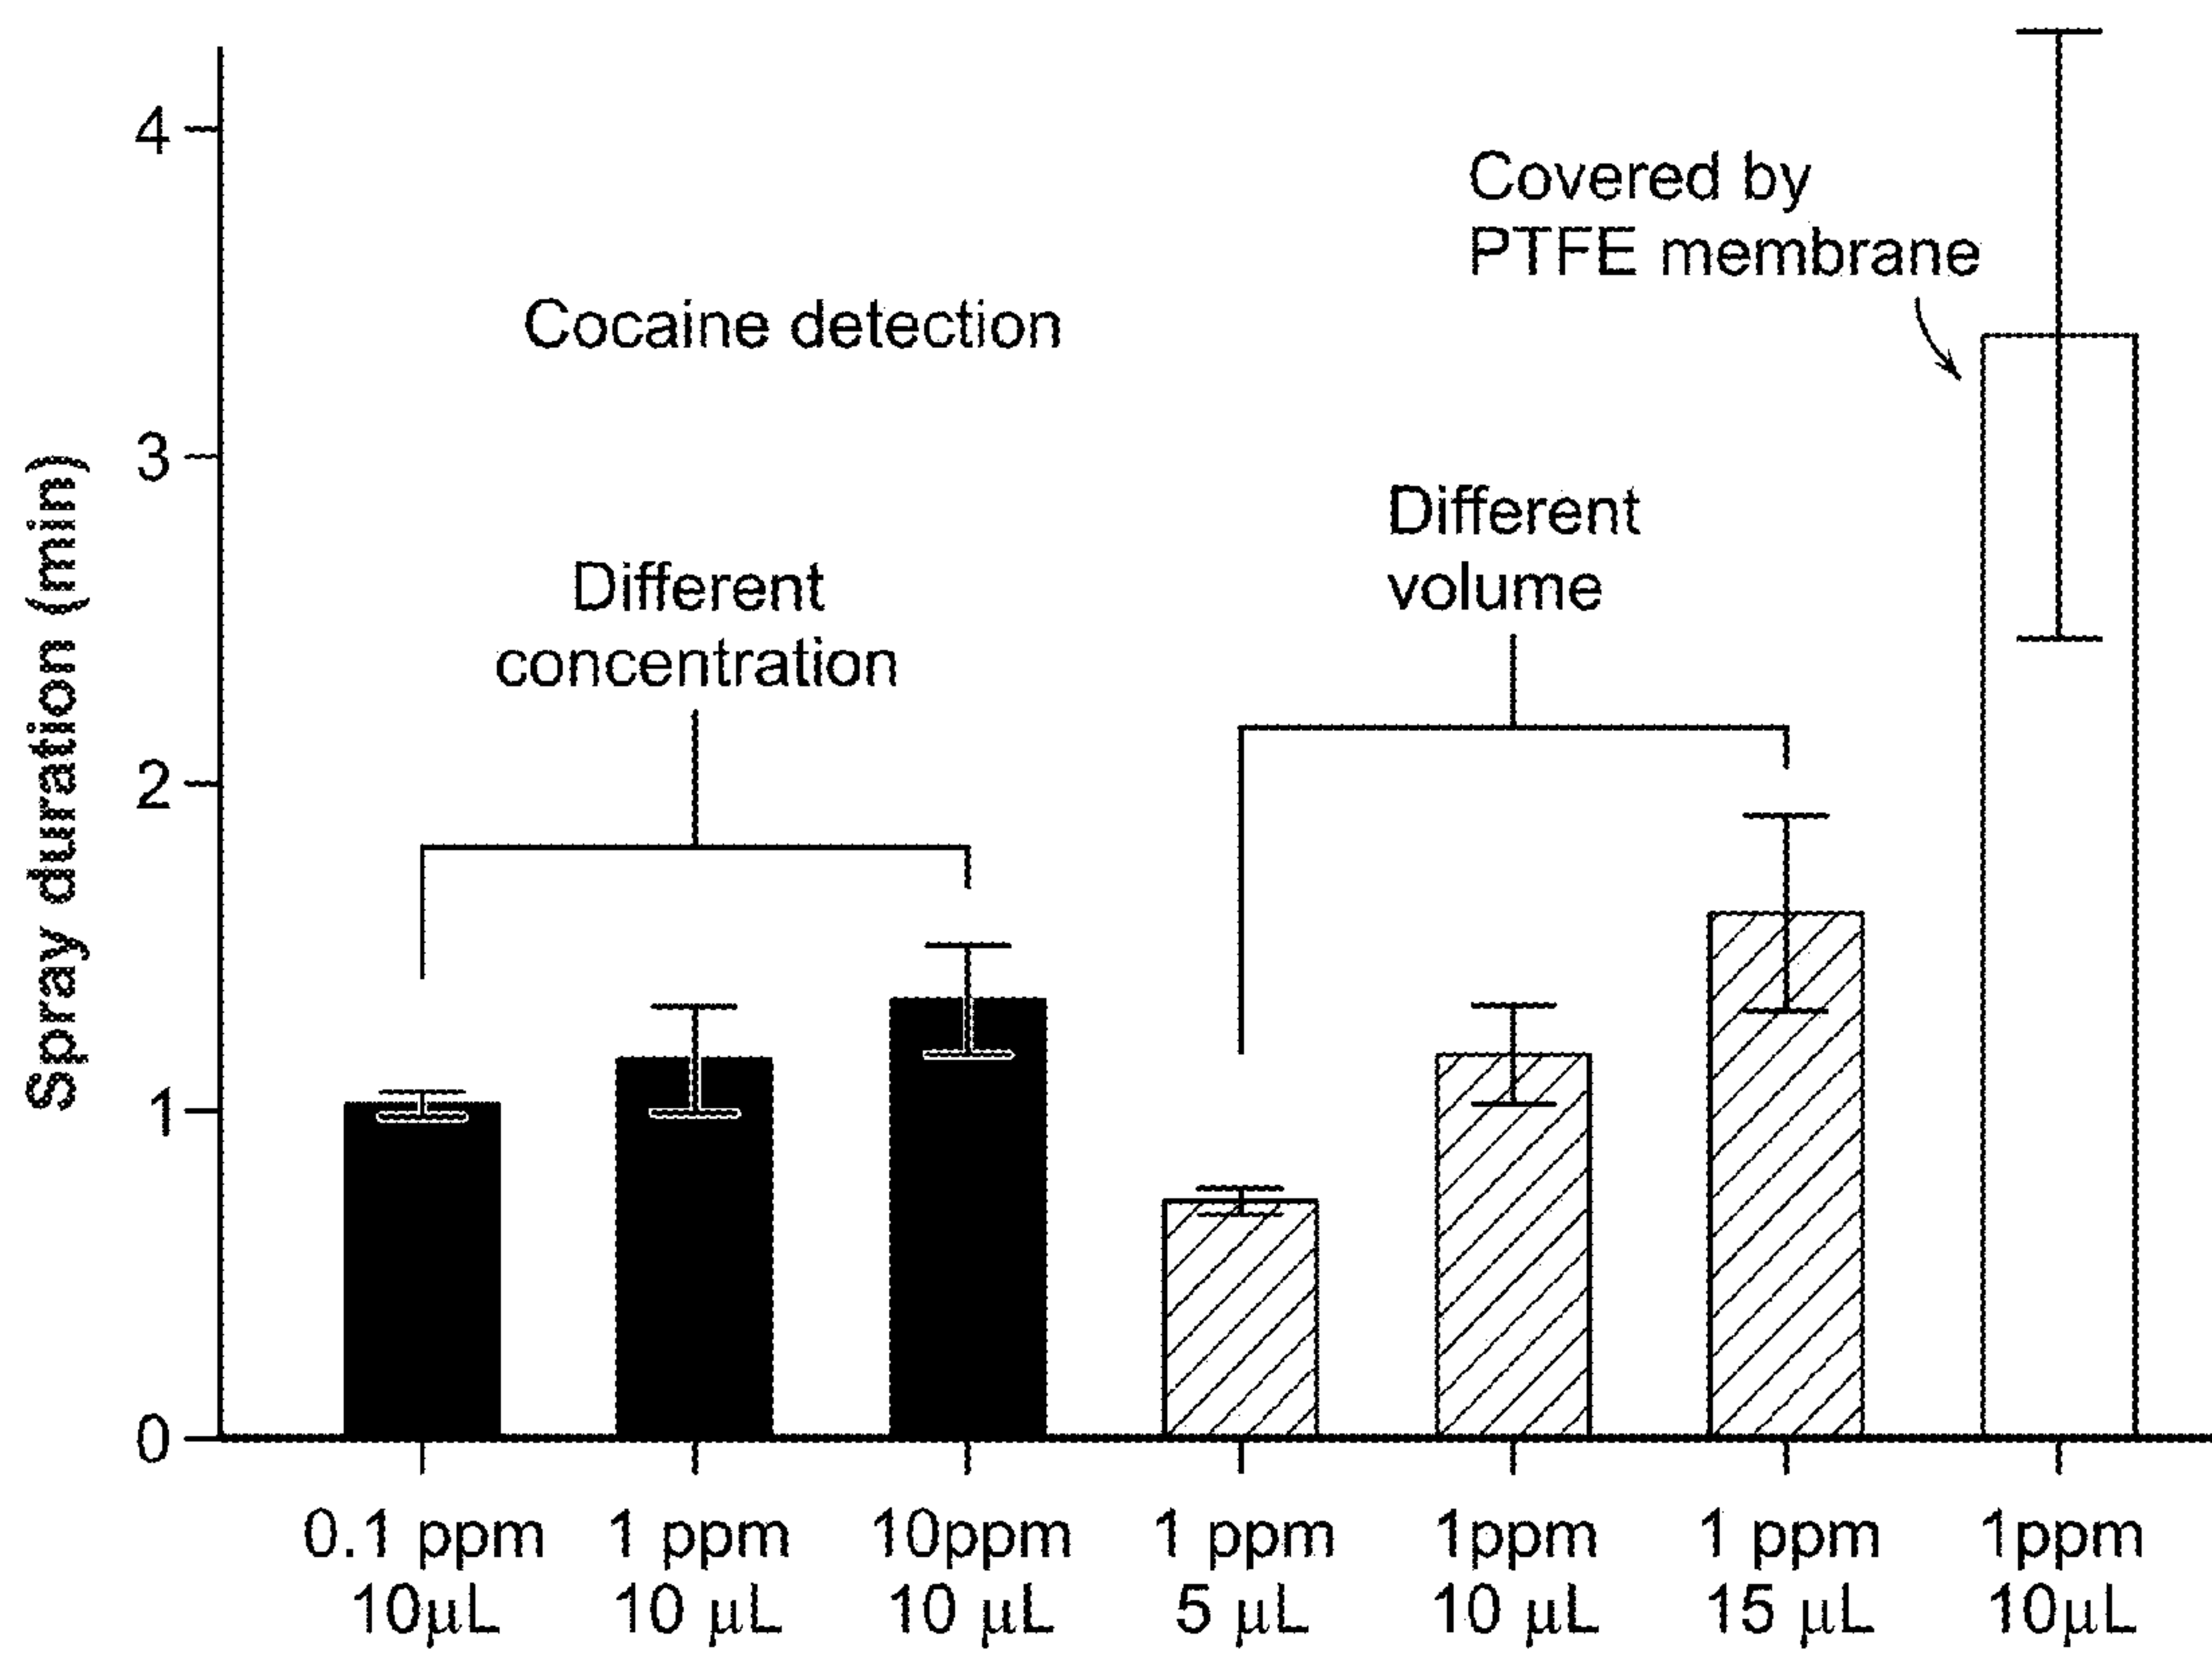 Spray duration (min)
4
3
2
1
0
Cocaine detection
Different
concentration
Different
volume
Covered by
PTFE membrane
0.1 ppm
10μL
1 ppm
10 μL
10ppm
10 μL
1 ppm
5 μL
1ppm
10 μL
1 ppm
15 μL
1ppm
10μL